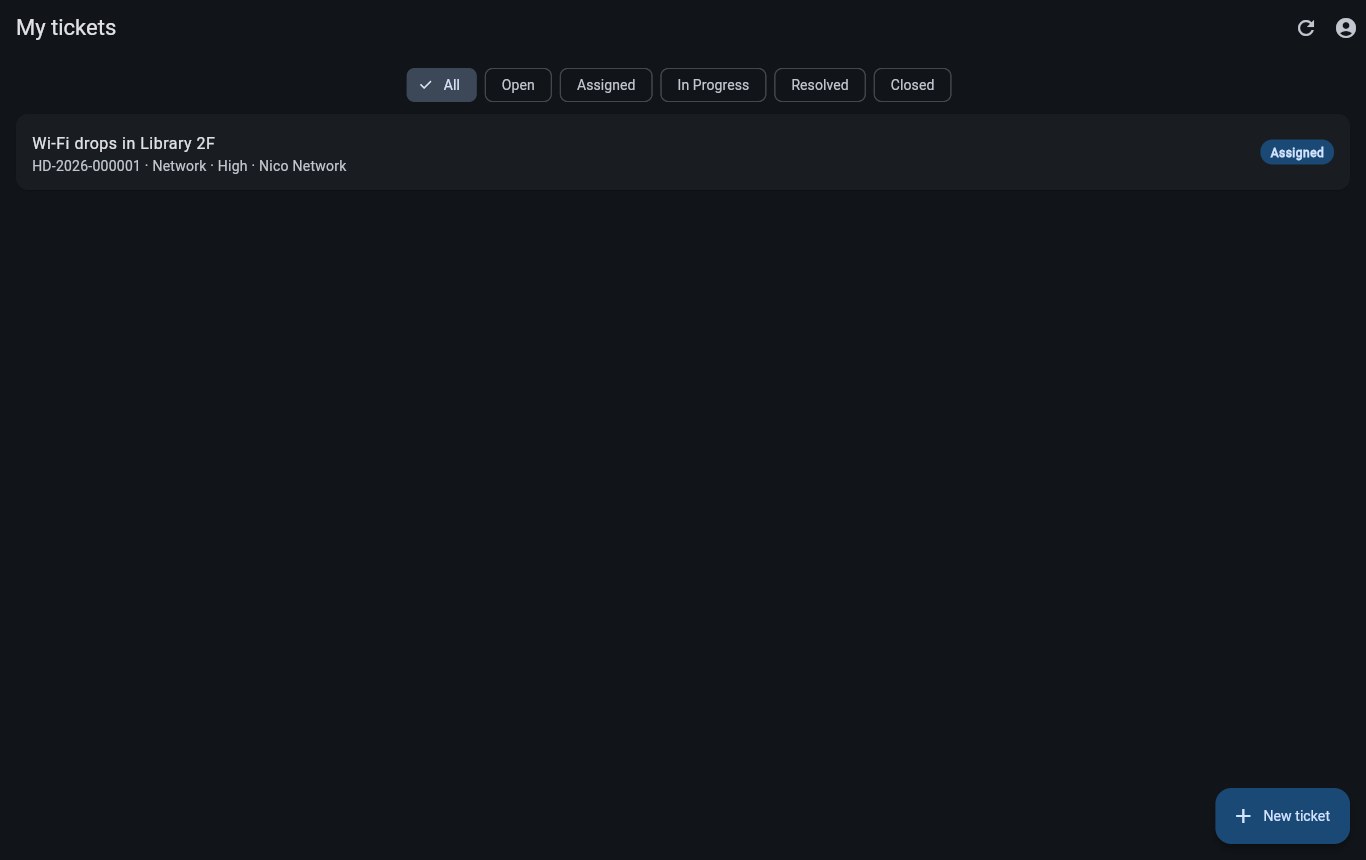 My tickets
All
Open
Assigned
In Progress
Resolved
Closed
Wi-Fi drops in Library 2F
HD-2026-000001 · Network · High · Nico Network
Assigned
New ticket